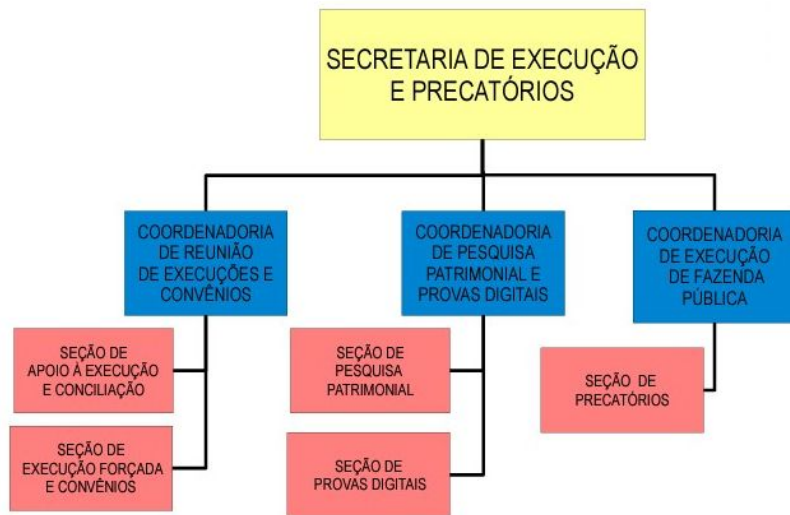 SECRETARIA DE EXECUÇÃO
E PRECATÓRIOS
COORDENADORIA
DE REUNIÃO
DE EXECUÇÕES E
CONVÊNIOS
COORDENADORIA
DE PESQUISA
PATRIMONIAL E
PROVAS DIGITAIS
COORDENADORIA
DE EXECUÇÃO
DE FAZENDA
PÚBLICA
SEÇÃO DE
APOIO À EXECUÇÃO
E CONCILIAÇÃO
SEÇÃO DE
PESQUISA
PATRIMONIAL
SEÇÃO DE
PRECATÓRIOS
SEÇÃO DE
EXECUÇÃO FORÇADA
E CONVÊNIOS
SEÇÃO DE
PROVAS DIGITAIS